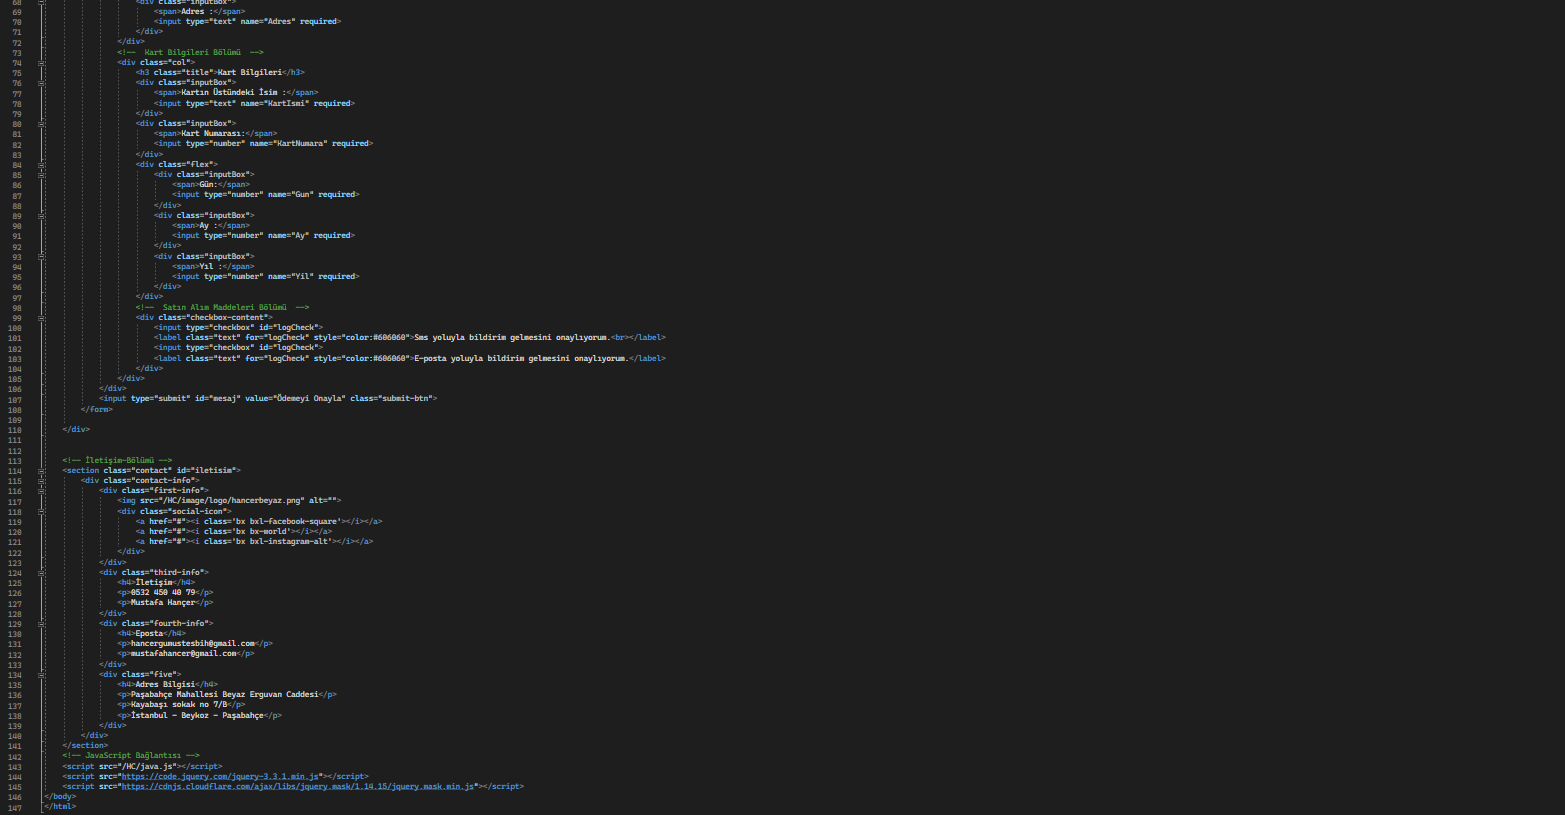 68 <div class="inputBox">
69 <span>Adres :</span>
70 <input type="text" name="Adres" required>
71 </div>
72 </div>
73 <!-- Kart Bilgileri Bölümü -->
74 <div class="col">
75 <h3 class="title">Kart Bilgileri</h3>
76 <div class="inputBox">
77 <span>Kartın Üstündeki İsim :</span>
78 <input type="text" name="KartIsmi" required>
79 </div>
80 <div class="inputBox">
81 <span>Kart Numarası:</span>
82 <input type="number" name="KartNumara" required>
83 </div>
84 <div class="flex">
85 <div class="inputBox">
86 <span>Gün:</span>
87 <input type="number" name="Gun" required>
88 </div>
89 <div class="inputBox">
90 <span>Ay :</span>
91 <input type="number" name="Ay" required>
92 </div>
93 <div class="inputBox">
94 <span>Yıl :</span>
95 <input type="number" name="Yil" required>
96 </div>
97 </div>
98 <!-- Satın Alım Maddeleri Bölümü -->
99 <div class="checkbox-content">
100 <input type="checkbox" id="logCheck">
101 <label class="text" for="logCheck" style="color:#606060">Sms yoluyla bildirim gelmesini onaylıyorum.<br></label>
102 <input type="checkbox" id="logCheck">
103 <label class="text" for="logCheck" style="color:#606060">E-posta yoluyla bildirim gelmesini onaylıyorum.</label>
104 </div>
105 </div>
106 </div>
107 <input type="submit" id="mesaj" value="Ödemeyi Onayla" class="submit-btn">
108 </form>
109
110 </div>
111
112
113 <!-- İletişim-Bölümü -->
114 <section class="contact" id="iletisim">
115 <div class="contact-info">
116 <div class="first-info">
117 <img src="/HC/image/logo/hancerbeyaz.png" alt="">
118 <div class="social-icon">
119 <a href="#"><i class='bx bxl-facebook-square'></i></a>
120 <a href="#"><i class='bx bx-world'></i></a>
121 <a href="#"><i class='bx bxl-instagram-alt'></i></a>
122 </div>
123 </div>
124 <div class="third-info">
125 <h4>İletişim</h4>
126 <p>0532 450 40 79</p>
127 <p>Mustafa Hançer</p>
128 </div>
129 <div class="fourth-info">
130 <h4>Eposta</h4>
131 <p>hancergumustesbih@gmail.com</p>
132 <p>mustafahancer@gmail.com</p>
133 </div>
134 <div class="five">
135 <h4>Adres Bilgisi</h4>
136 <p>Paşabahçe Mahallesi Beyaz Erguvan Caddesi</p>
137 <p>Kayabaşı sokak no 7/B</p>
138 <p>İstanbul - Beykoz - Paşabahçe</p>
139 </div>
140 </div>
141 </section>
142 <!-- JavaScript Bağlantısı -->
143 <script src="/HC/java.js"></script>
144 <script src="https://code.jquery.com/jquery-3.3.1.min.js"></script>
145 <script src="https://cdnjs.cloudflare.com/ajax/libs/jquery.mask/1.14.15/jquery.mask.min.js"></script>
146 </body>
147 </html>